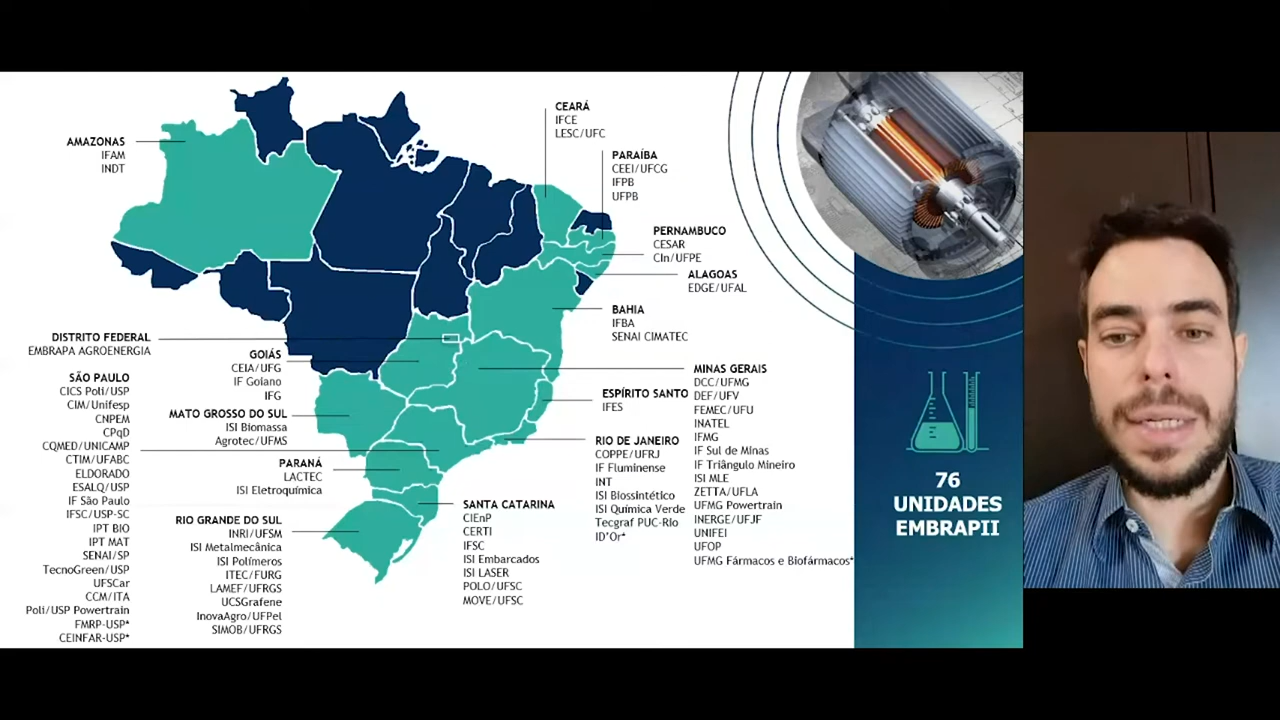 AMAZONAS
IFAM
INDT
CEARÁ
IFCE
LESC/UFC
PARAÍBA
CEEI/UFCG
IFPB
UFPB
PERNAMBUCO
CESAR
CIn/UFPE
ALAGOAS
EDGE/UFAL
BAHIA
IFBA
SENAI CIMATEC
DISTRITO FEDERAL
EMBRAPA AGROENERGIA
GOIÁS
CEIA/UFG
IF Goiano
IFG
MATO GROSSO DO SUL
ISI Biomassa
Agrotec/UFMS
SÃO PAULO
CICS Poli/USP
CIM/Unifesp
CNPEM
CPqD
CQMED/UNICAMP
CTIM/UFABC
ELDORADO
ESALQ/USP
IF São Paulo
IFSC/USP-SC
IPT BIO
IPT MAT
SENAI/SP
TecnoGreen/USP
UFSCar
CCM/ITA
Poli/USP Powertrain
FMRP-USP*
CEINFAR-USP*
PARANÁ
LACTEC
ISI Eletroquímica
RIO GRANDE DO SUL
INRI/UFSM
ISI Metalmecânica
ISI Polímeros
ITEC/FURG
LAMEF/UFRGS
UCSGrafene
InovaAgro/UFPel
SIMOB/UFRGS
SANTA CATARINA
CIEnP
CERTI
IFSC
ISI Embarcados
ISI LASER
POLO/UFSC
MOVE/UFSC
ESPÍRITO SANTO
IFES
RIO DE JANEIRO
COPPE/UFRJ
IF Fluminense
INT
ISI Biossintético
ISI Química Verde
Tecgraf PUC-Rio
ID'Or*
MINAS GERAIS
DCC/UFMG
DEF/UFV
FEMEC/UFU
INATEL
IFMG
IF Sul de Minas
IF Triângulo Mineiro
ISI MLE
ZETTA/UFLA
UFMG Powertrain
INERGE/UFJF
UNIFEI
UFOP
UFMG Fármacos e Biofármacos*
76
UNIDADES
EMBRAPII